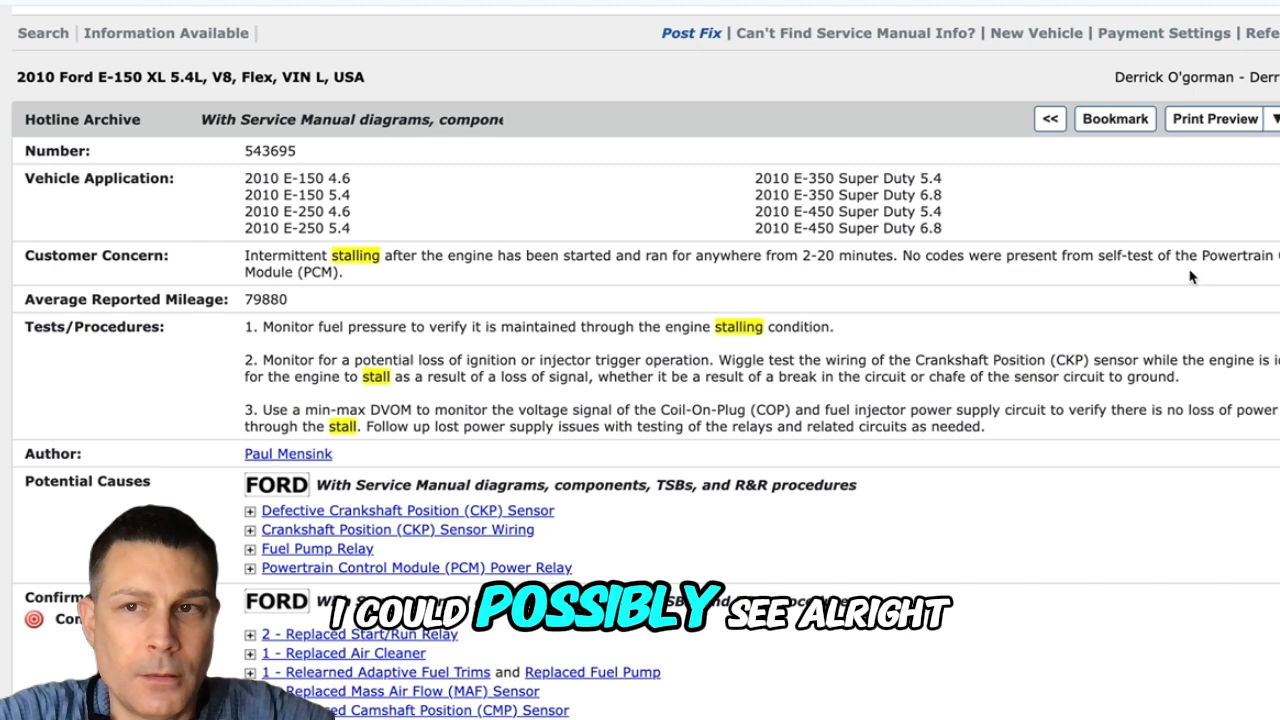 Search | Information Available |
Post Fix | Can't Find Service Manual Info? | New Vehicle | Payment Settings |
2010 Ford E-150 XL 5.4L, V8, Flex, VIN L, USA
Derrick O'gorman -
Hotline Archive
With Service Manual diagrams,
<<
Bookmark
Print Preview
Number:
543695
Vehicle Application:
2010 E-150 4.6
2010 E-150 5.4
2010 E-250 4.6
2010 E-250 5.4
2010 E-350 Super Duty 5.4
2010 E-350 Super Duty 6.8
2010 E-450 Super Duty 5.4
2010 E-450 Super Duty 6.8
Customer Concern:
Intermittent stalling after the engine has been started and ran for anywhere from 2-20 minutes. No codes were present from self-test of the Powertrain
Module (PCM).
Average Reported Mileage:
79880
Tests/Procedures:
1. Monitor fuel pressure to verify it is maintained through the engine stalling condition.
2. Monitor for a potential loss of ignition or injector trigger operation. Wiggle test the wiring of the Crankshaft Position (CKP) sensor while the engine is
for the engine to stall as a result of a loss of signal, whether it be a result of a break in the circuit or chafe of the sensor circuit to ground.
3. Use a min-max DVOM to monitor the voltage signal of the Coil-On-Plug (COP) and fuel injector power supply circuit to verify there is no loss of power
through the stall. Follow up lost power supply issues with testing of the relays and related circuits as needed.
Author:
Paul Mensink
Potential Causes
FORD With Service Manual diagrams, components, TSBs, and R&R procedures
Defective Crankshaft Position (CKP) Sensor
Crankshaft Position (CKP) Sensor Wiring
Fuel Pump Relay
Powertrain Control Module (PCM) Power Relay
FORD
I COULD POSSIBLY SEE ALRIGHT
2 - Replaced Start/Run Relay
1 - Replaced Air Cleaner
1 - Relearned Adaptive Fuel Trims and Replaced Fuel Pump
Replaced Mass Air Flow (MAF) Sensor
Camshaft Position (CMP) Sensor